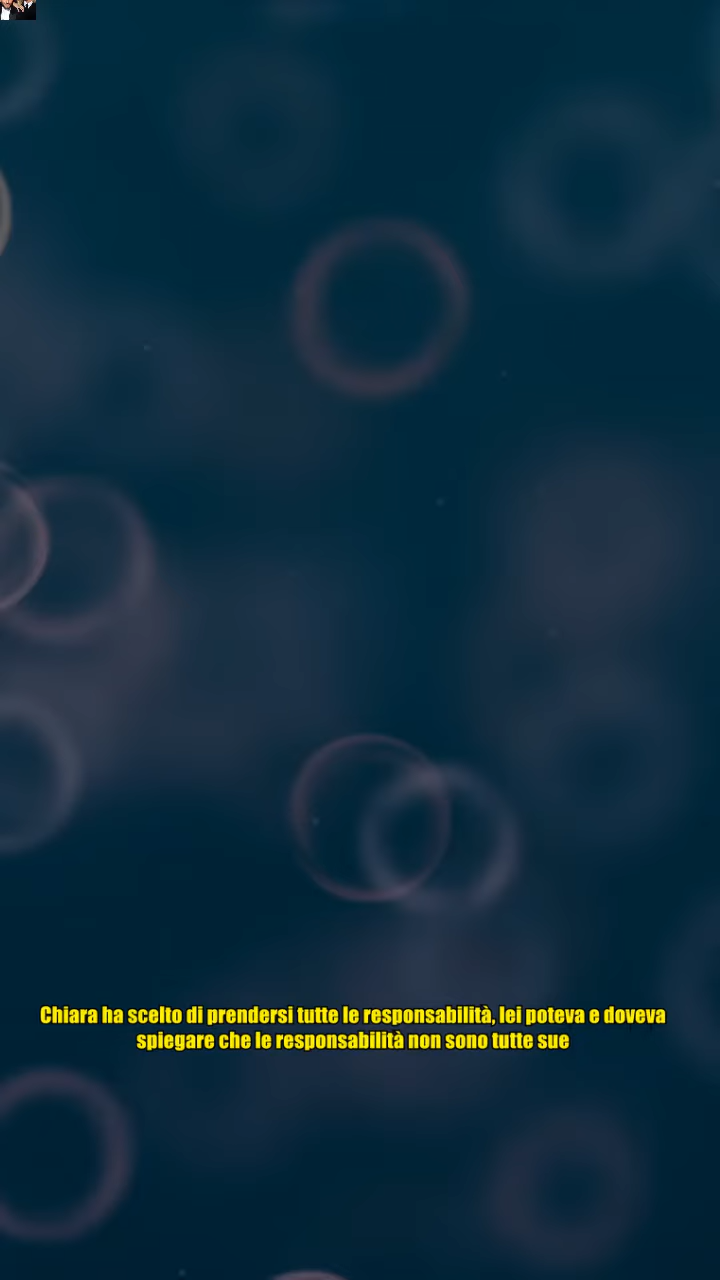 Chiara ha scelto di prendersi tutte le responsabilità, lei poteva e doveva
spiegare che le responsabilità non sono tutte sue